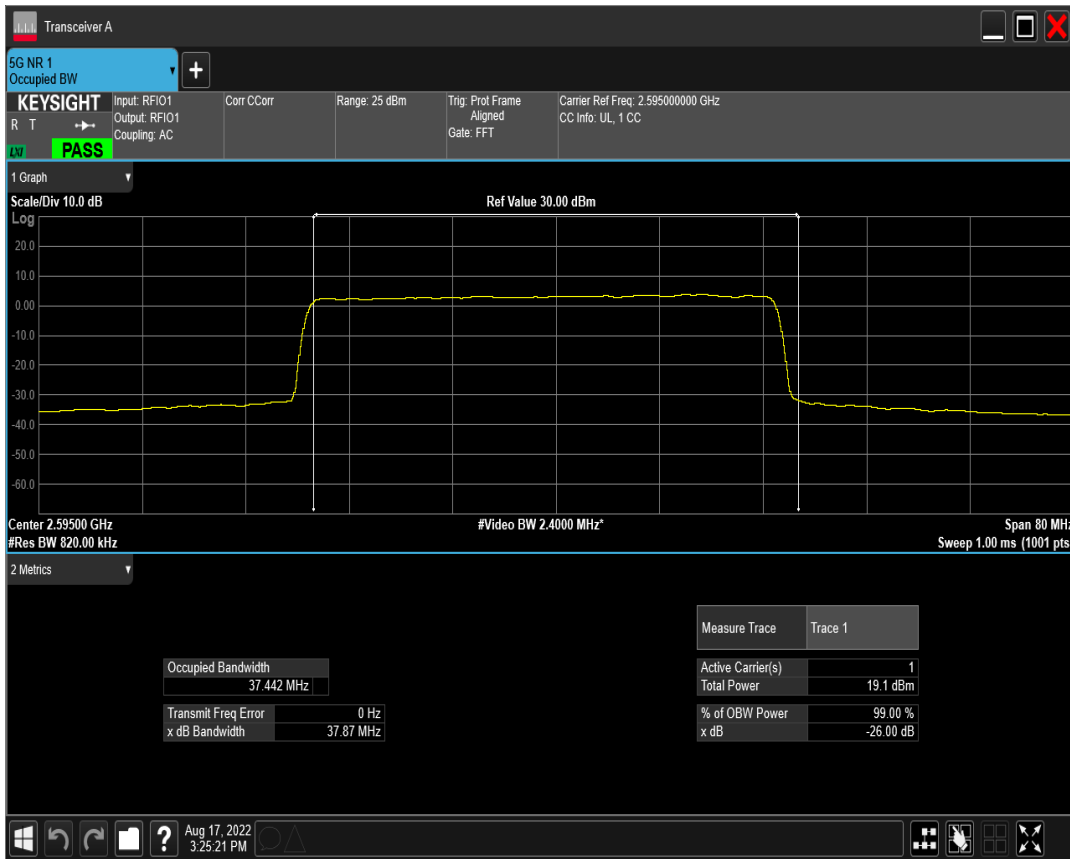 Transceiver A
5G NR 1
Occupied BW
+
KEYSIGHT
R T
LXI
PASS
Input: RFIO1
Output: RFIO1
Coupling: AC
Corr CCorr
Range: 25 dBm
Trig: Prot Frame
Aligned
Gate: FFT
Carrier Ref Freq: 2.595000000 GHz
CC Info: UL, 1 CC
1 Graph
Scale/Div 10.0 dB
Ref Value 30.00 dBm
Log
20.0
10.0
0.00
-10.0
-20.0
-30.0
-40.0
-50.0
-60.0
Center 2.59500 GHz
#Video BW 2.4000 MHz*
Span 80 MHz
#Res BW 820.00 kHz
Sweep 1.00 ms (1001 pts
2 Metrics
Measure Trace Trace 1
Occupied Bandwidth
37.442 MHz
Active Carrier(s) 1
Total Power 19.1 dBm
Transmit Freq Error 0 Hz
x dB Bandwidth 37.87 MHz
% of OBW Power 99.00 %
x dB -26.00 dB
?
Aug 17, 2022
3:25:21 PM